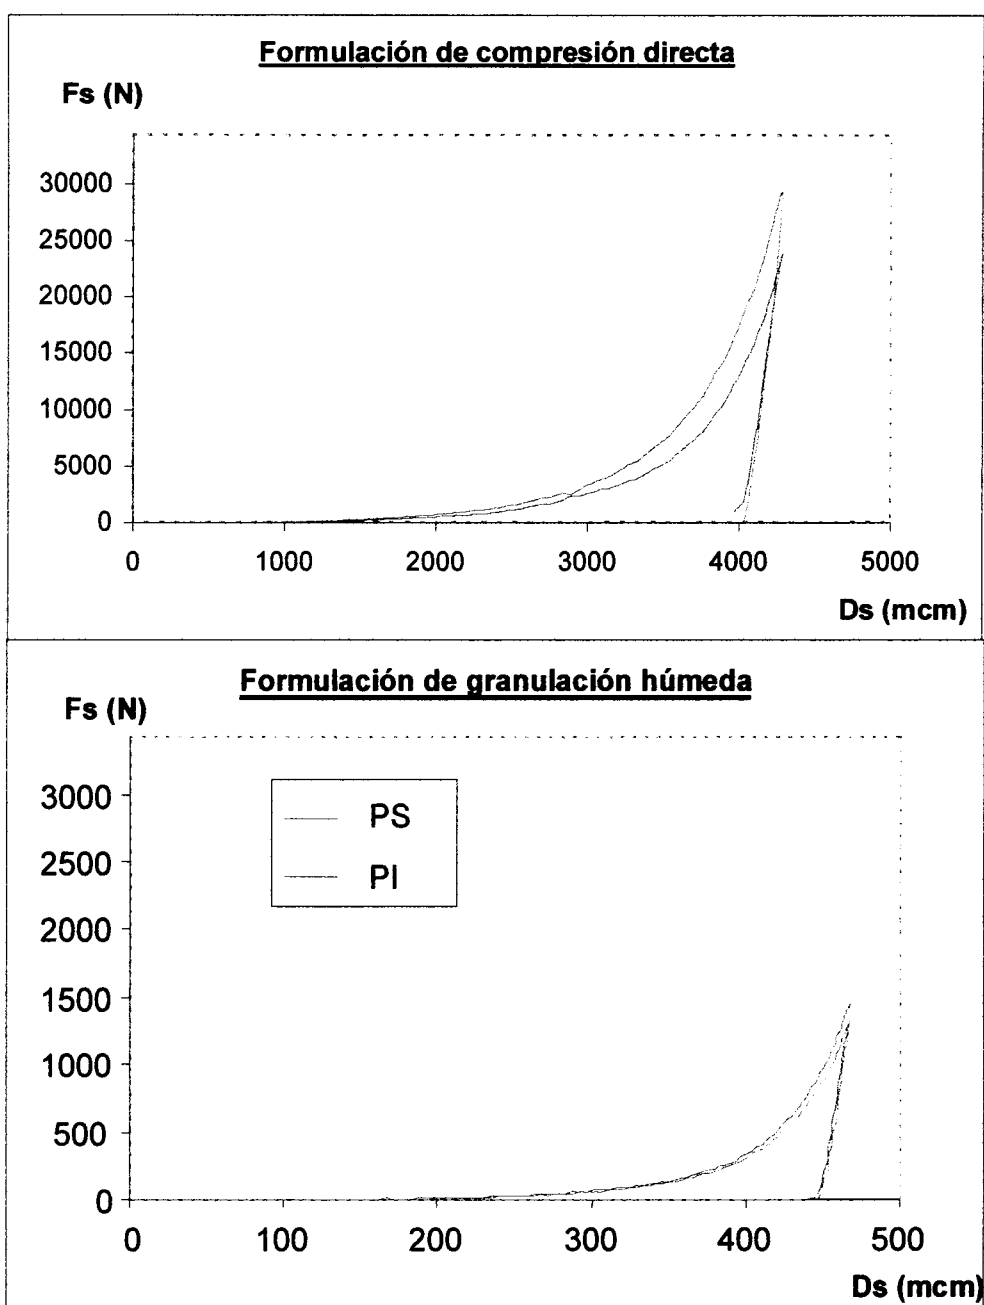 Formulación de compresión directa
Fs (N)
30000
25000
20000
15000
10000
5000
0
0 1000 2000 3000 4000 5000
Ds (mcm)
Formulación de granulación húmeda
Fs (N)
3000
2500
2000
1500
1000
500
0
PS
PI
0 100 200 300 400 500
Ds (mcm)